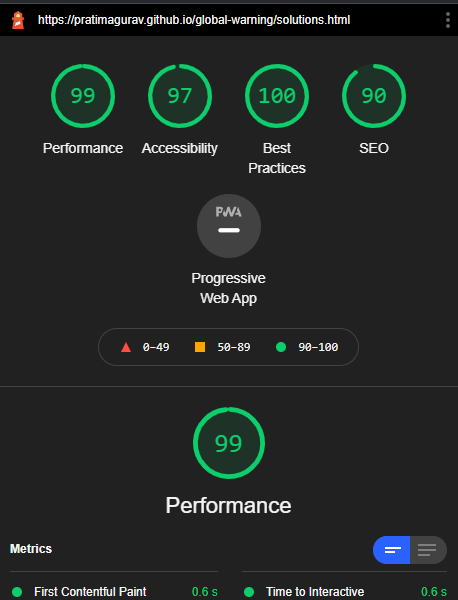 https://pratimagurav.github.io/global-warning/solutions.html
99 97 100 90
Performance Accessibility Best Practices SEO
PWA
Progressive
Web App
0–49 50–89 90–100
99
Performance
Metrics
First Contentful Paint 0.6 s Time to Interactive 0.6 s